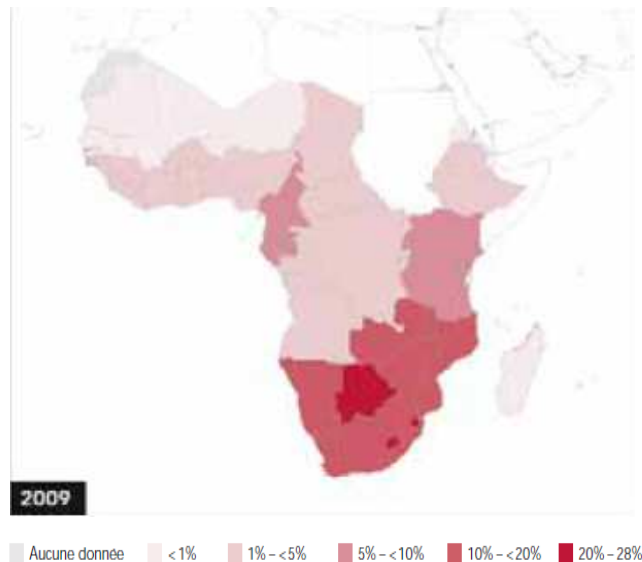 2009
Aucune donnée <1% 1% – <5% 5% – <10% 10% – <20% 20% – 28%